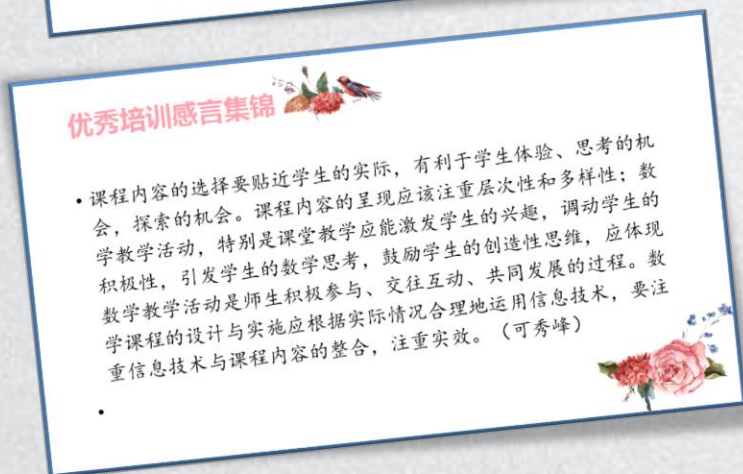 优秀培训感言集锦
•课程内容的选择要贴近学生的实际，有利于学生体验、思考的机
会，探索的机会。课程内容的呈现应该注重层次性和多样性；数
学教学活动，特别是课堂教学应能激发学生的兴趣，调动学生的
积极性，引发学生的数学思考，鼓励学生的创造性思维，应体现
数学教学活动是师生积极参与、交往互动、共同发展的过程。数
学课程的设计与实施应根据实际情况合理地运用信息技术，要注
重信息技术与课程内容的整合，注重实效。（可秀峰）
•